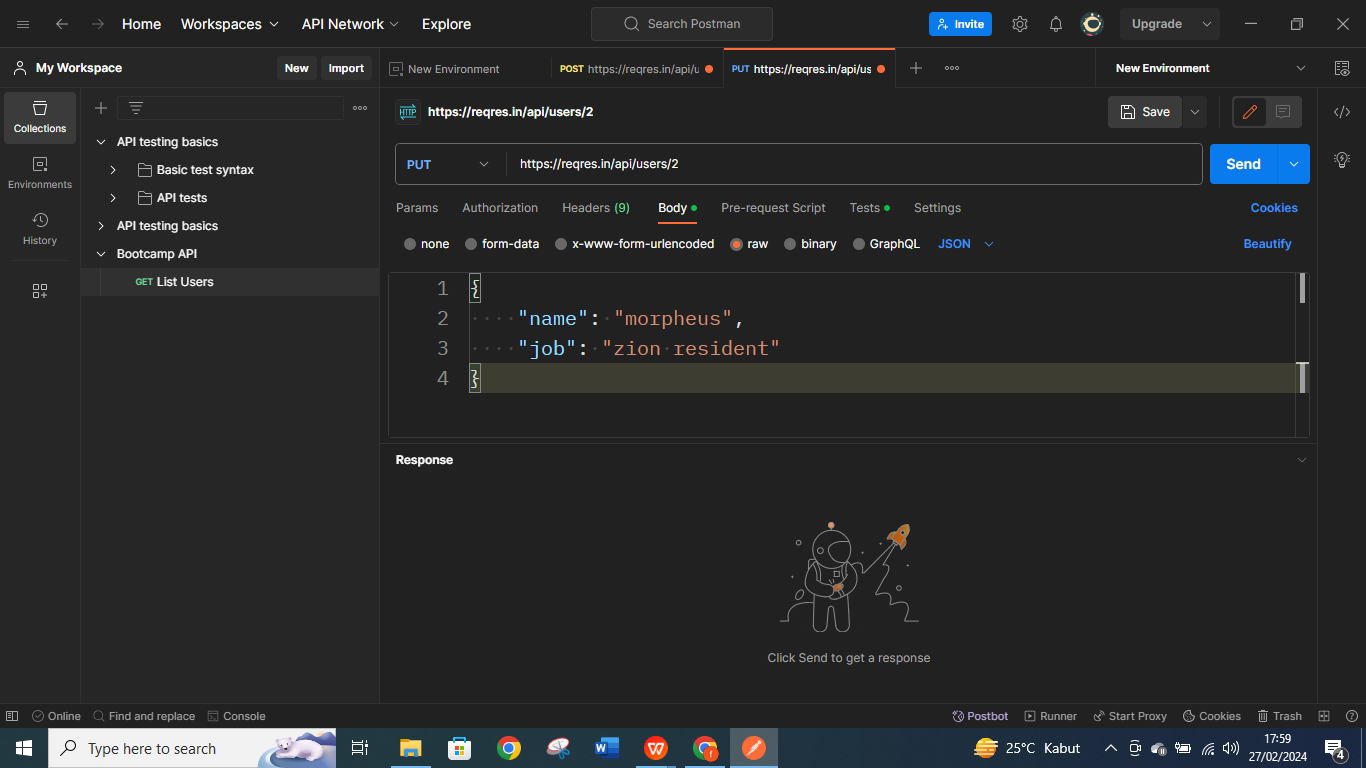 Home Workspaces API Network Explore Search Postman Invite Upgrade
My Workspace New Import New Environment POST https://reqres.in/api/u PUT https://reqres.in/api/us New Environment
Collections
Environments
History
API testing basics
Basic test syntax
API tests
API testing basics
Bootcamp API
GET List Users
HTTP https://reqres.in/api/users/2 Save
PUT https://reqres.in/api/users/2 Send
Params Authorization Headers (9) Body Pre-request Script Tests Settings Cookies
none form-data x-www-form-urlencoded raw binary GraphQL JSON Beautify
1 {
2 "name": "morpheus",
3 "job": "zion resident"
4 }
Response
Click Send to get a response
Online Find and replace Console Postbot Runner Start Proxy Cookies Trash
Type here to search 25°C Kabut 17:59
27/02/2024 4